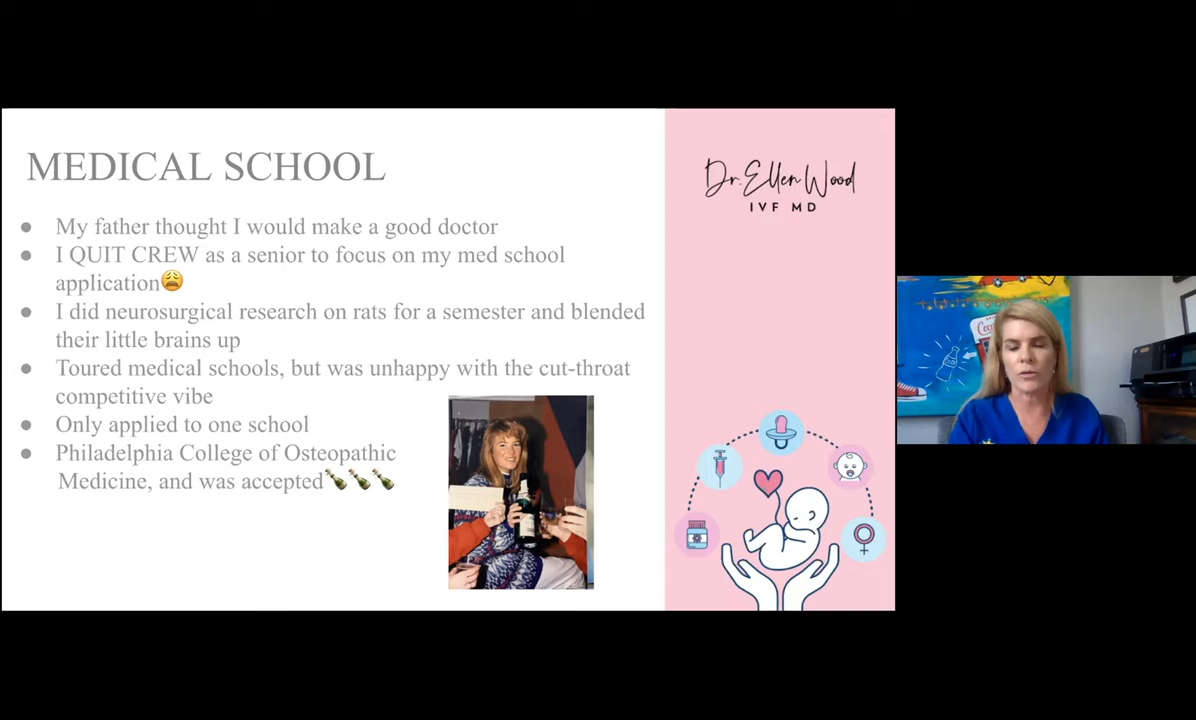 MEDICAL SCHOOL
● My father thought I would make a good doctor
● I QUIT CREW as a senior to focus on my med school
application😩
● I did neurosurgical research on rats for a semester and blended
their little brains up
● Toured medical schools, but was unhappy with the cut-throat
competitive vibe
● Only applied to one school
● Philadelphia College of Osteopathic
Medicine, and was accepted🍾🍾🍾
Dr. Ellen Wood
IVF MD